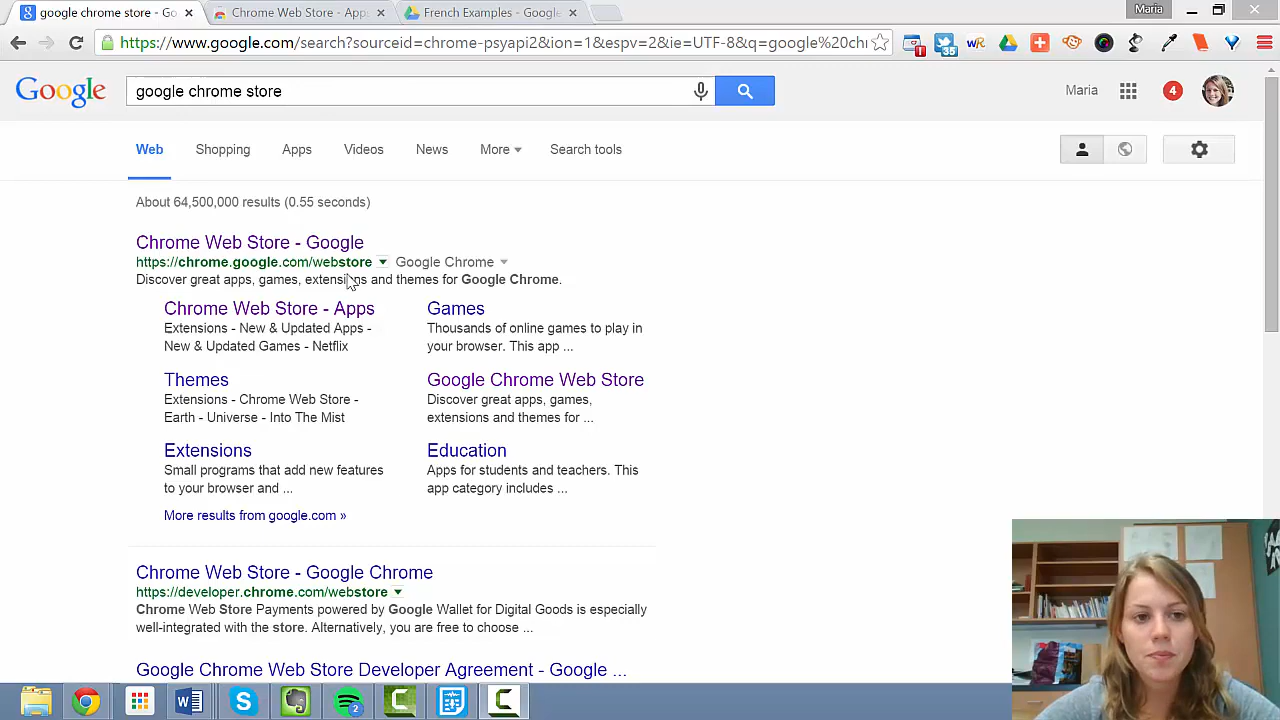 google chrome store - Go
Chrome Web Store - Apps
French Examples - Google
Maria
https://www.google.com/search?sourceid=chrome-psyapi2&ion=1&espv=2&ie=UTF-8&q=google%20chr
35
Google
google chrome store
Maria
4
Web
Shopping
Apps
Videos
News
More
Search tools
About 64,500,000 results (0.55 seconds)
Chrome Web Store - Google
https://chrome.google.com/webstore
Google Chrome
Discover great apps, games, extensions and themes for Google Chrome.
Chrome Web Store - Apps
Extensions - New & Updated Apps -
New & Updated Games - Netflix
Games
Thousands of online games to play in
your browser. This app ...
Themes
Extensions - Chrome Web Store -
Earth - Universe - Into The Mist
Google Chrome Web Store
Discover great apps, games,
extensions and themes for ...
Extensions
Small programs that add new features
to your browser and ...
Education
Apps for students and teachers. This
app category includes ...
More results from google.com »
Chrome Web Store - Google Chrome
https://developer.chrome.com/webstore
Chrome Web Store Payments powered by Google Wallet for Digital Goods is especially
well-integrated with the store. Alternatively, you are free to choose ...
Google Chrome Web Store Developer Agreement - Google ...